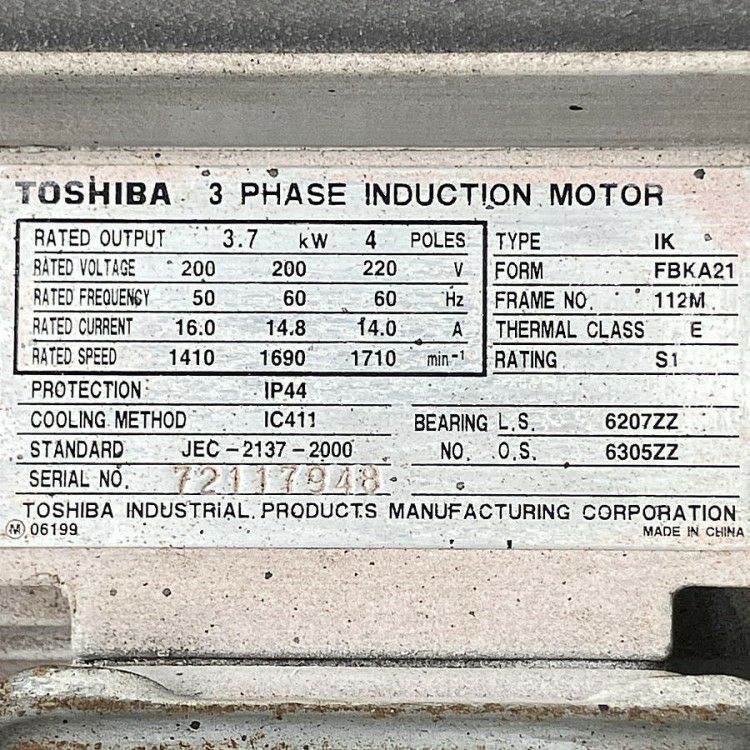 TOSHIBA 3 PHASE INDUCTION MOTOR
RATED OUTPUT 3.7 kW 4 POLES
RATED VOLTAGE 200 200 220 V
RATED FREQUENCY 50 60 60 Hz
RATED CURRENT 16.0 14.8 14.0 A
RATED SPEED 1410 1690 1710 min-1
TYPE IK
FORM FBKA21
FRAME NO. 112M
THERMAL CLASS E
RATING S1
PROTECTION IP44
COOLING METHOD IC411
STANDARD JEC-2137-2000
SERIAL NO. 72117948
BEARING L.S. 6207ZZ
NO. O.S. 6305ZZ
TOSHIBA INDUSTRIAL PRODUCTS MANUFACTURING CORPORATION
M 06199 MADE IN CHINA